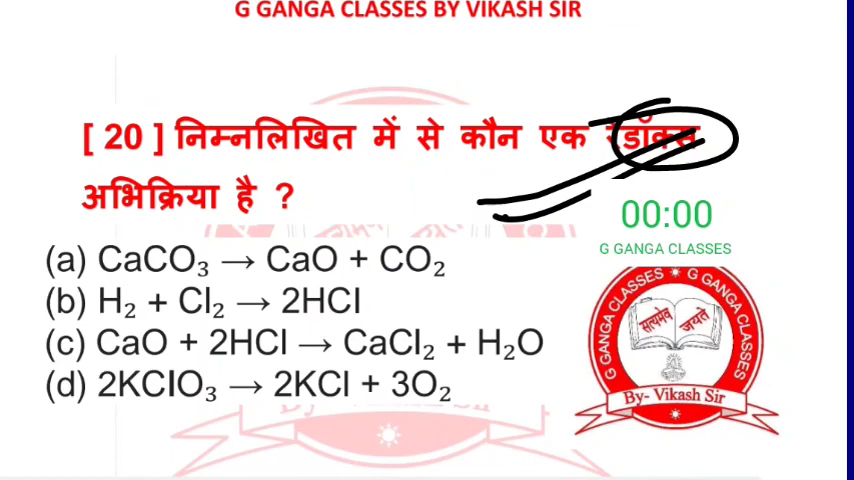 G GANGA CLASSES BY VIKASH SIR
[ 20 ] निम्नलिखित में से कौन एक रेडॉक्स
अभिक्रिया है ?
00:00
G GANGA CLASSES
(a) CaCO₃ → CaO + CO₂
(b) H₂ + Cl₂ → 2HCl
(c) CaO + 2HCl → CaCl₂ + H₂O
(d) 2KClO₃ → 2KCl + 3O₂
G GANGA CLASSES G GANGA CLASSES
सत्यमेव जयते
By- Vikash Sir